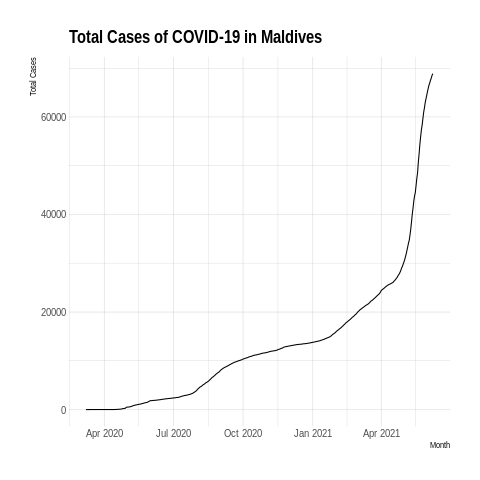 Total Cases of COVID-19 in Maldives
Total Cases
60000
40000
20000
0
Apr 2020 Jul 2020 Oct 2020 Jan 2021 Apr 2021
Month